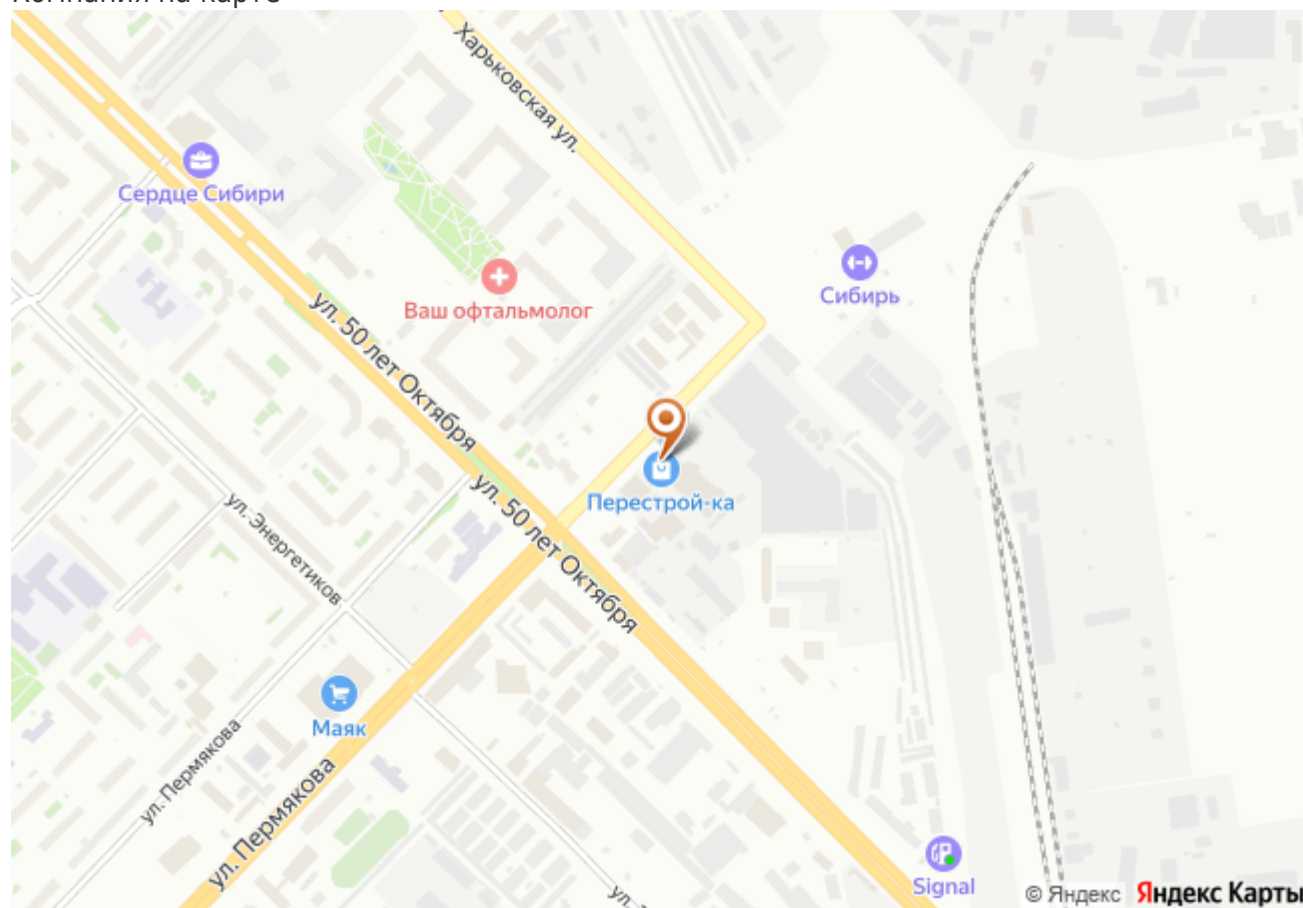 Харьковская ул.
Сердце Сибири
Сибирь
Ваш офтальмолог
ул. 50 лет Октября
Перестрой-ка
ул. 50 лет Октября
ул. Энергетиков
Маяк
ул. Пермякова
ул. Пермякова
Signal
ул.
© Яндекс Яндекс Карты